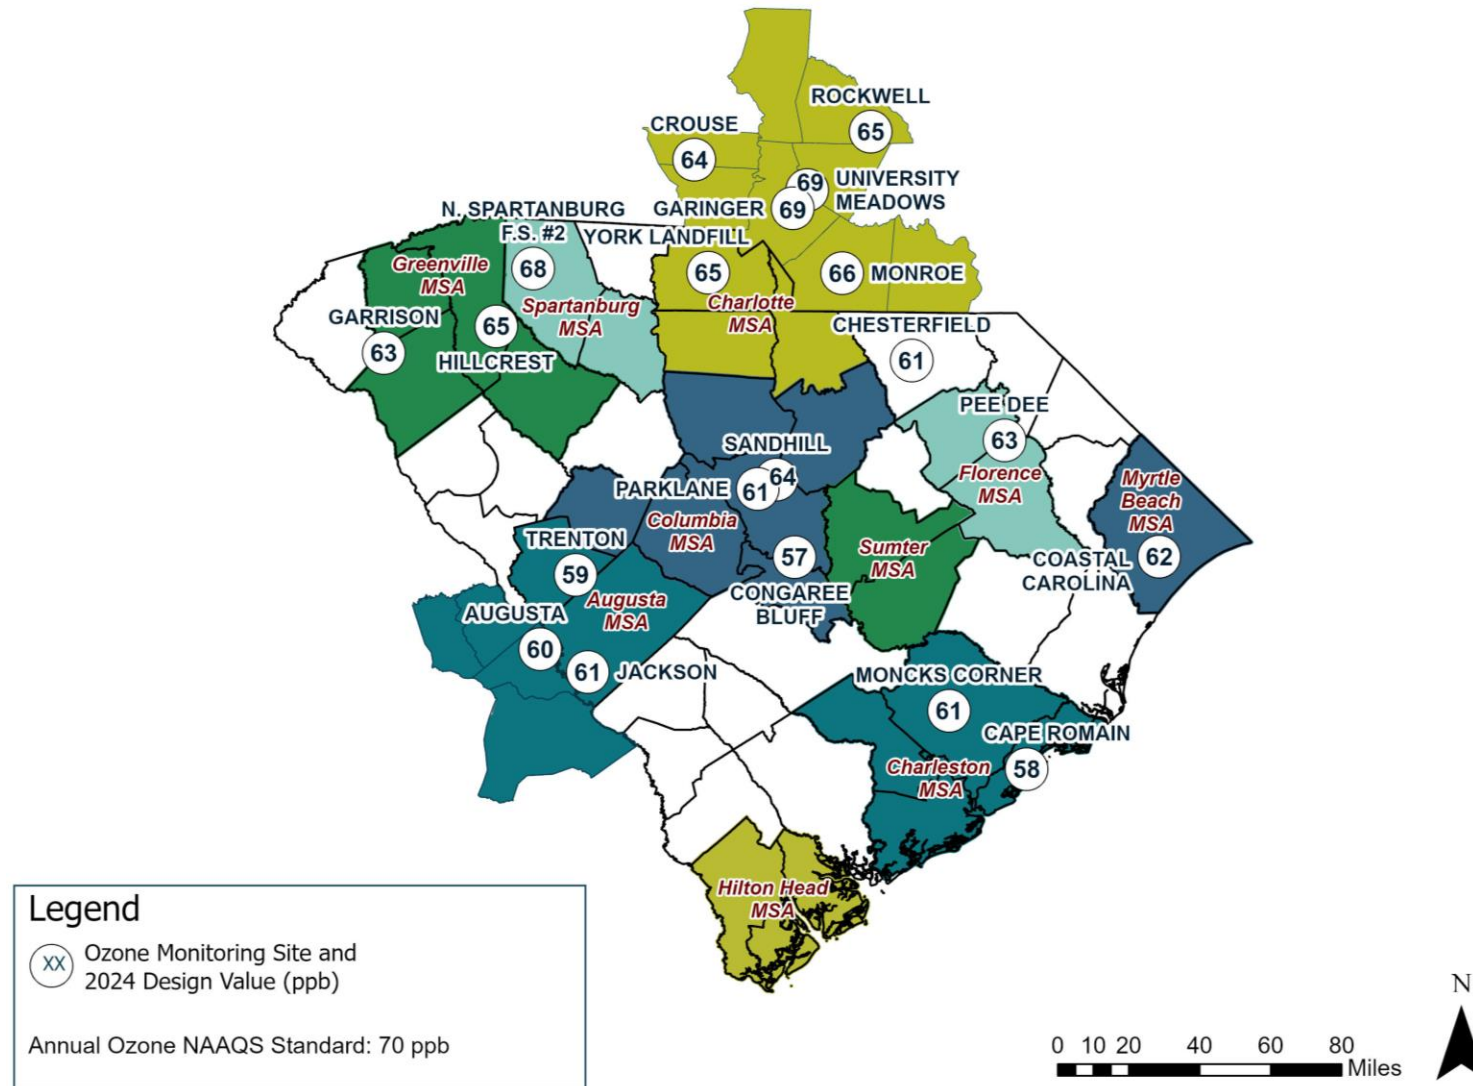 ROCKWELL
65
CROUSE
64
69
UNIVERSITY
MEADOWS
GARINGER
69
N. SPARTANBURG
F.S. #2
68
YORK LANDFILL
65
66
MONROE
Greenville
MSA
Spartanburg
MSA
Charlotte
MSA
GARRISON
63
65
HILLCREST
CHESTERFIELD
61
PEE DEE
63
Florence
MSA
Myrtle
Beach
MSA
62
COASTAL
CAROLINA
SANDHILL
64
PARKLANE
61
Columbia
MSA
57
CONGAREE
BLUFF
Sumter
MSA
TRENTON
59
Augusta
MSA
AUGUSTA
60
61
JACKSON
MONCKS CORNER
61
CAPE ROMAIN
58
Charleston
MSA
Hilton Head
MSA
Legend
XX
Ozone Monitoring Site and
2024 Design Value (ppb)
Annual Ozone NAAQS Standard: 70 ppb
0 10 20 40 60 80
Miles
N